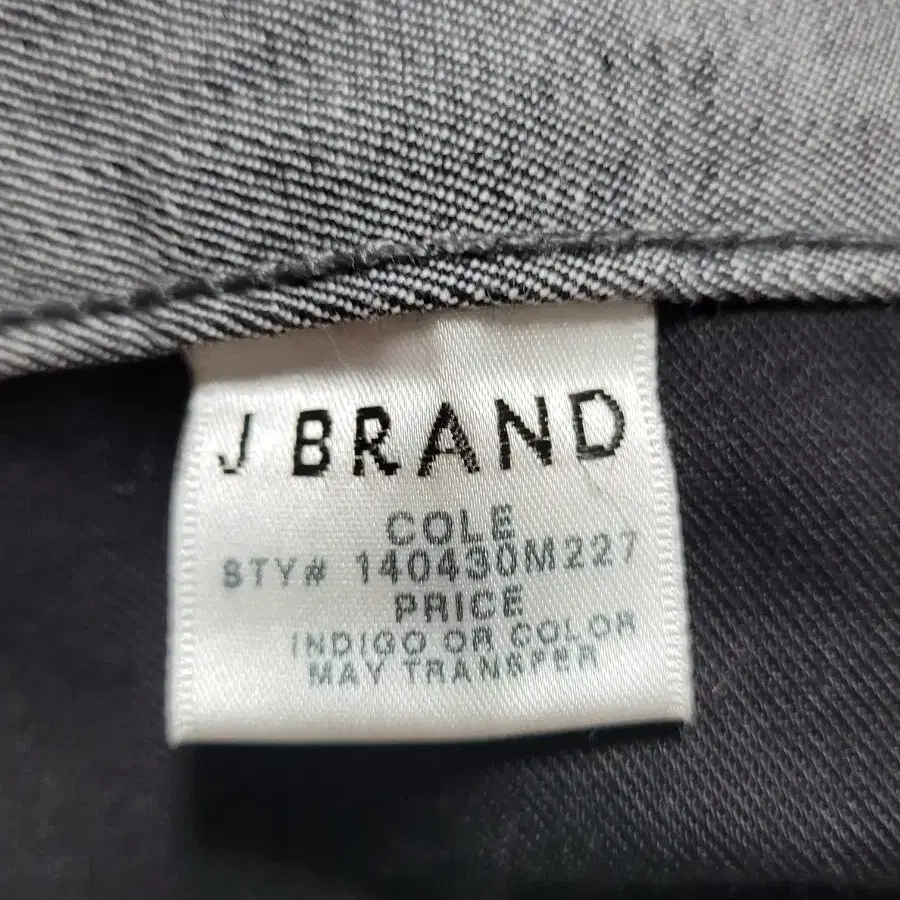 J BRAND
COLE
STY# 140430M227
PRICE
INDIGO OR COLOR
MAY TRANSFER